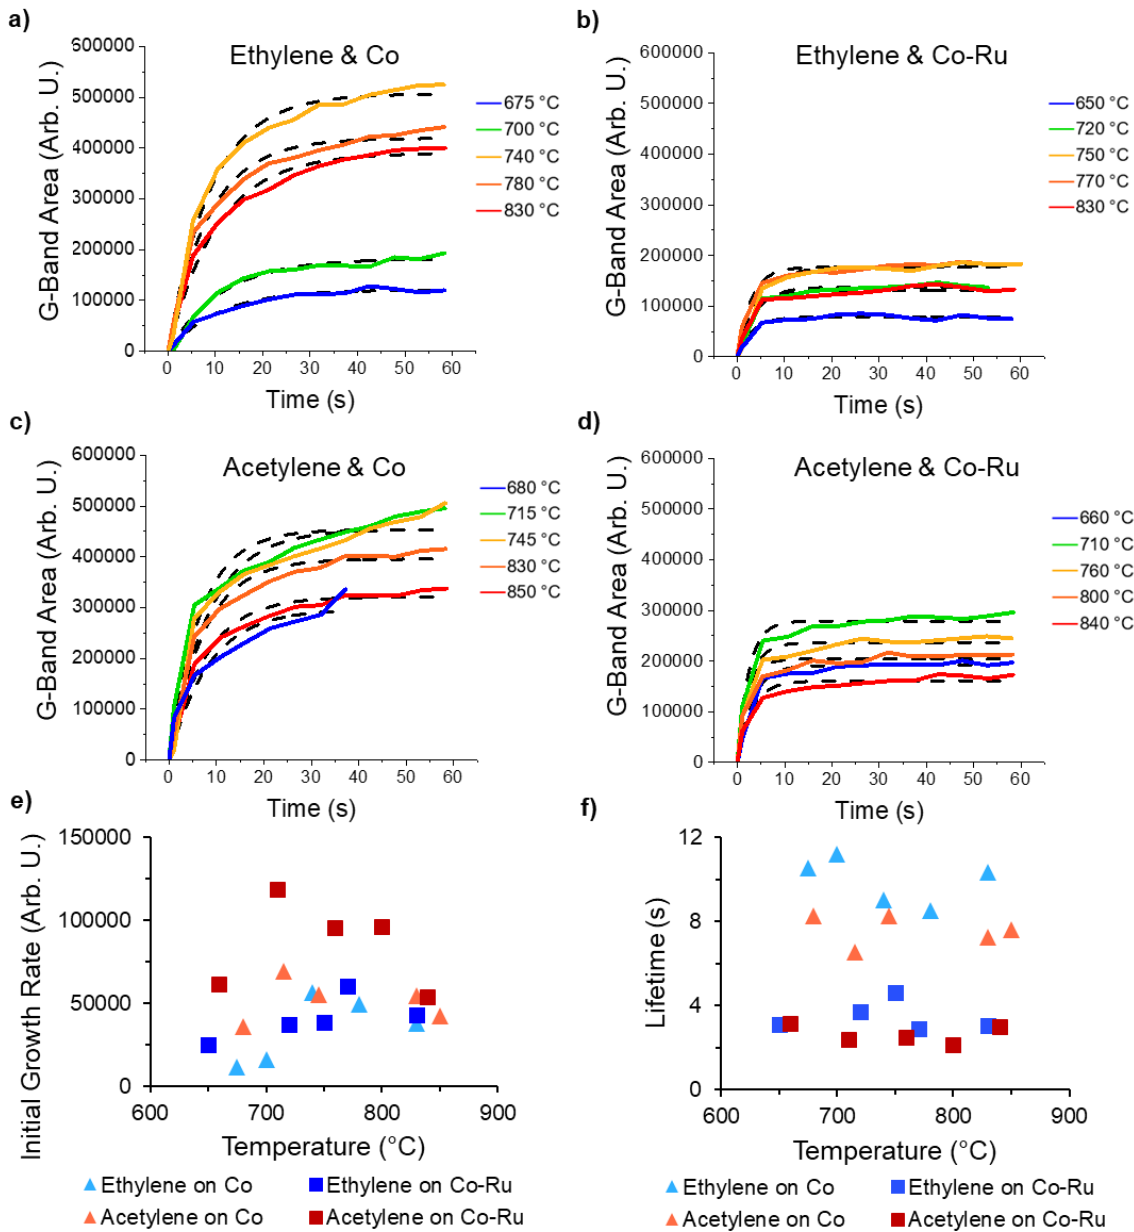 a)
Ethylene & Co
G-Band Area (Arb. U.)
600000
500000
400000
300000
200000
100000
0
0 10 20 30 40 50 60
Time (s)
675 °C
700 °C
740 °C
780 °C
830 °C
b)
Ethylene & Co-Ru
G-Band Area (Arb. U.)
600000
500000
400000
300000
200000
100000
0
0 10 20 30 40 50 60
Time (s)
650 °C
720 °C
750 °C
770 °C
830 °C
c)
Acetylene & Co
G-Band Area (Arb. U.)
600000
500000
400000
300000
200000
100000
0
0 10 20 30 40 50 60
Time (s)
680 °C
715 °C
745 °C
830 °C
850 °C
d)
Acetylene & Co-Ru
G-Band Area (Arb. U.)
600000
500000
400000
300000
200000
100000
0
0 10 20 30 40 50 60
Time (s)
660 °C
710 °C
760 °C
800 °C
840 °C
e)
Initial Growth Rate (Arb. U.)
150000
100000
50000
0
600 700 800 900
Temperature (°C)
Ethylene on Co
Ethylene on Co-Ru
Acetylene on Co
Acetylene on Co-Ru
f)
Lifetime (s)
12
8
4
0
600 700 800 900
Temperature (°C)
Ethylene on Co
Ethylene on Co-Ru
Acetylene on Co
Acetylene on Co-Ru